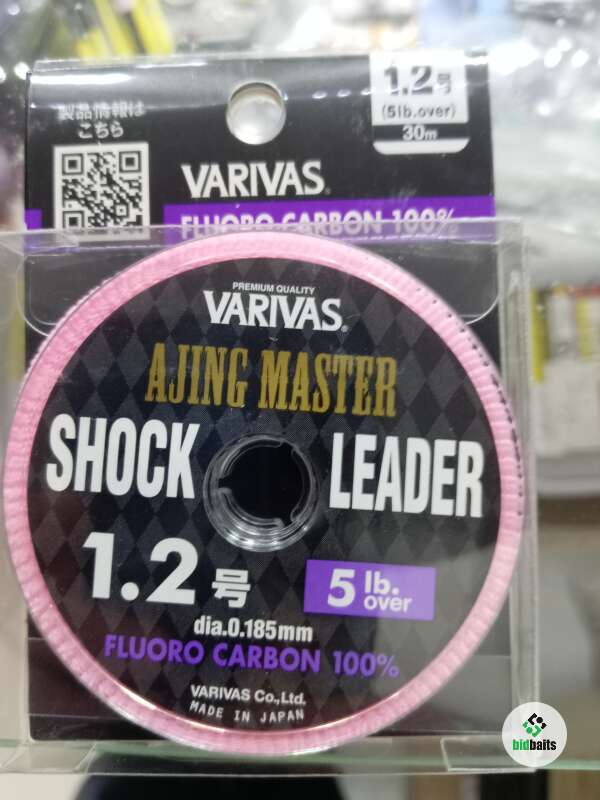 製品情報は
こちら
1.2号
(5lb.over)
30m
VARIVAS®
FLUORO CARBON 100%
PREMIUM QUALITY
VARIVAS®
AJING MASTER
SHOCK LEADER
1.2号
5 lb. over
dia.0.185mm
FLUORO CARBON 100%
VARIVAS Co.,Ltd.
MADE IN JAPAN
bidbaits